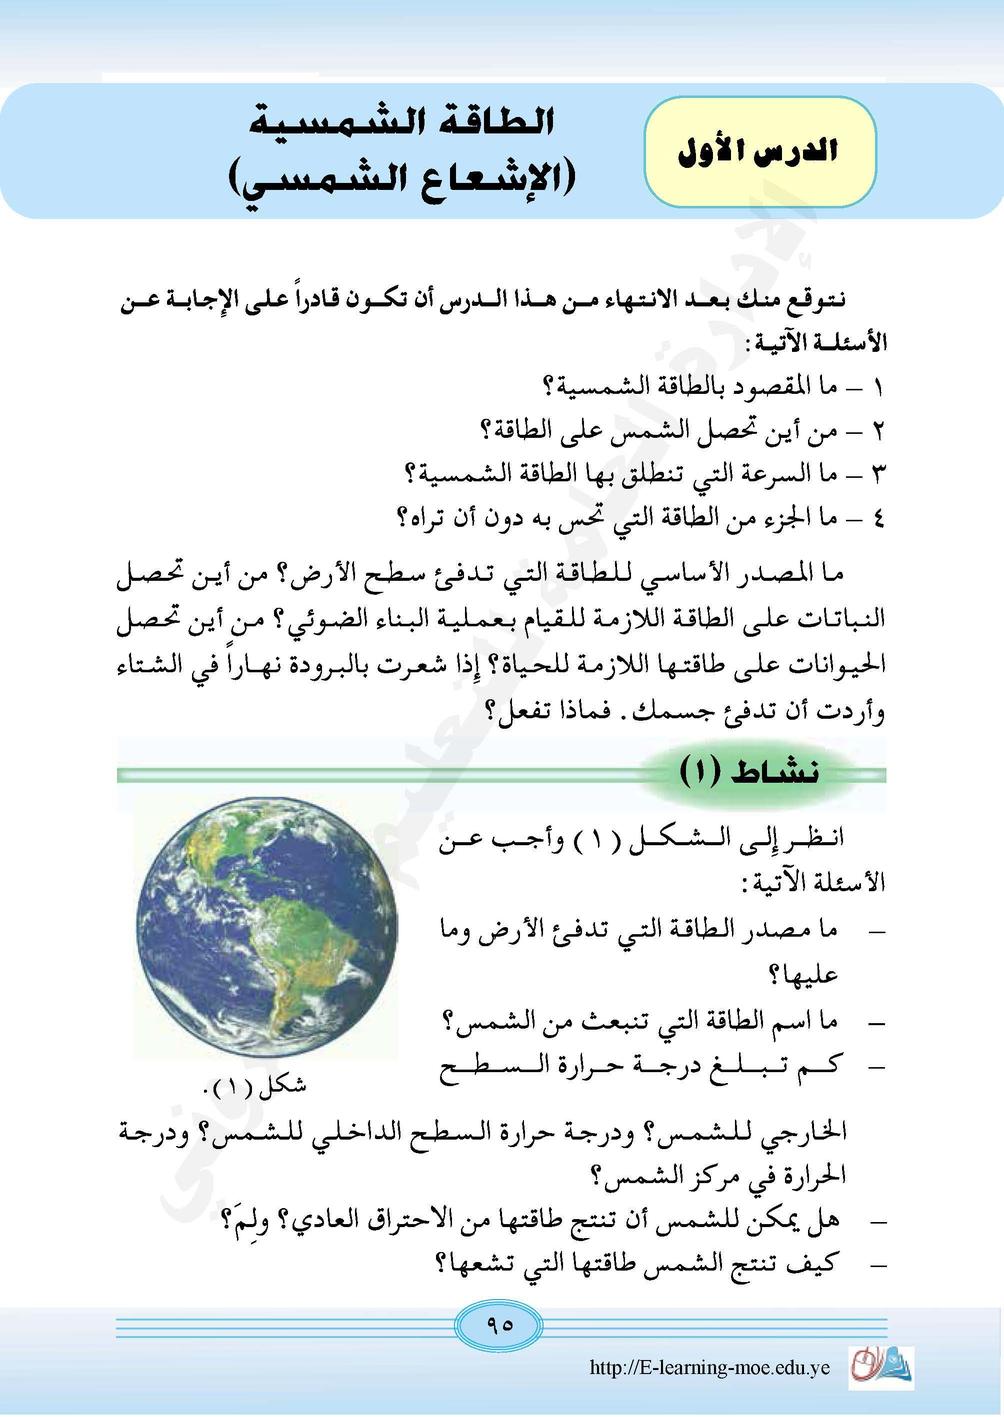 الدرس الأول
الطاقة الشمسية
(الإشعاع الشمسي)
نتوقع منك بعد الانتهاء من هذا الدرس أن تكون قادراً على الإجابة عن
الأسئلة الآتية:
١ – ما المقصود بالطاقة الشمسية؟
٢ – من أين تحصل الشمس على الطاقة؟
٣ – ما السرعة التي تنطلق بها الطاقة الشمسية؟
٤ – ما الجزء من الطاقة التي تحس به دون أن تراه؟
ما المصدر الأساسي للطاقة التي تدفئ سطح الأرض؟ من أين تحصل
النباتات على الطاقة اللازمة للقيام بعملية البناء الضوئي؟ من أين تحصل
الحيوانات على طاقتها اللازمة للحياة؟ إذا شعرت بالبرودة نهاراً في الشتاء
وأردت أن تدفئ جسمك. فماذا تفعل؟
نشاط (١)
انظر إلى الشكل (١) وأجب عن
الأسئلة الآتية:
– ما مصدر الطاقة التي تدفئ الأرض وما
عليها؟
– ما اسم الطاقة التي تنبعث من الشمس؟
– كم تبلغ درجة حرارة السطح
شكل (١).
الخارجي للشمس؟ ودرجة حرارة السطح الداخلي للشمس؟ ودرجة
الحرارة في مركز الشمس؟
– هل يمكن للشمس أن تنتج طاقتها من الاحتراق العادي؟ ولِمَ؟
– كيف تنتج الشمس طاقتها التي تشعها؟
٩٥
http://E-learning-moe.edu.ye
الإدارة العامة للتعليم الإلكتروني